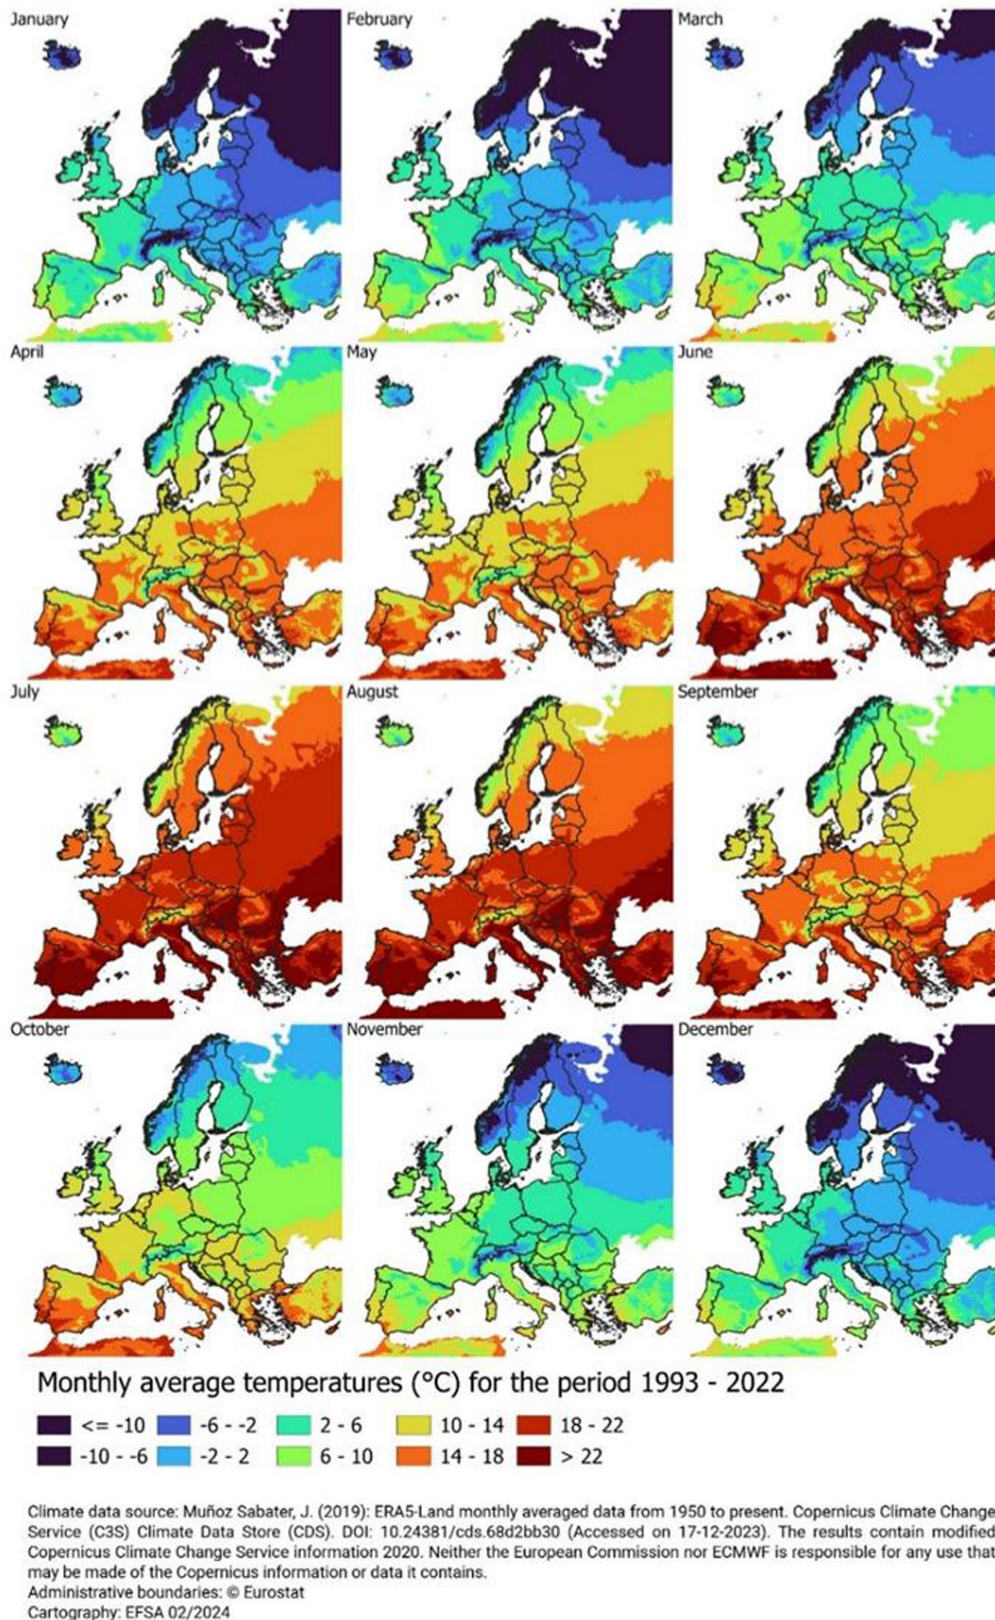 January February March
April May June
July August September
October November December
Monthly average temperatures (°C) for the period 1993 - 2022
<= -10 -6 - -2 2 - 6 10 - 14 18 - 22
-10 - -6 -2 - 2 6 - 10 14 - 18 > 22
Climate data source: Muñoz Sabater, J. (2019): ERA5-Land monthly averaged data from 1950 to present. Copernicus Climate Change
Service (C3S) Climate Data Store (CDS). DOI: 10.24381/cds.68d2bb30 (Accessed on 17-12-2023). The results contain modified
Copernicus Climate Change Service information 2020. Neither the European Commission nor ECMWF is responsible for any use that
may be made of the Copernicus information or data it contains.
Administrative boundaries: © Eurostat
Cartography: EFSA 02/2024